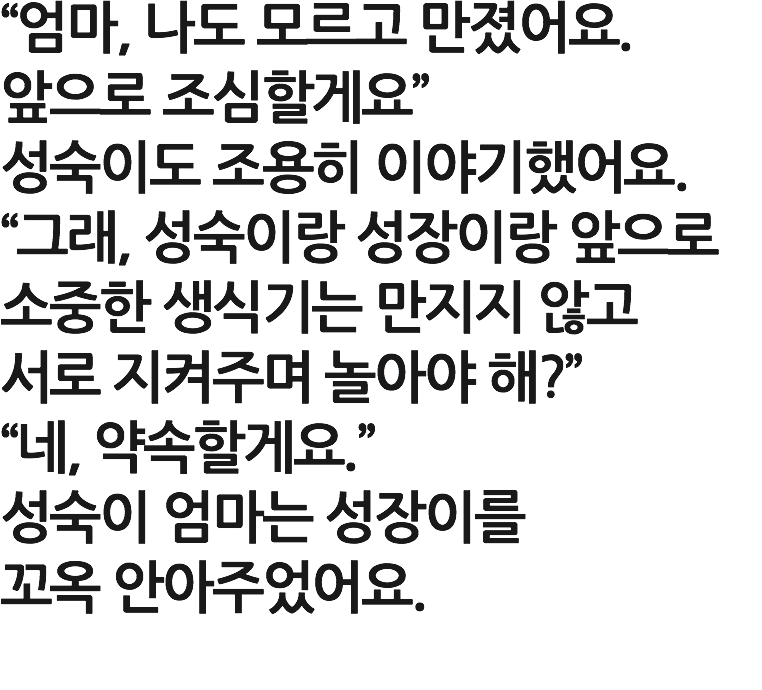 “엄마, 나도 모르고 만졌어요.
앞으로 조심할게요”
성숙이도 조용히 이야기했어요.
“그래, 성숙이랑 성장이랑 앞으로
소중한 생식기는 만지지 않고
서로 지켜주며 놀아야 해?”
“네, 약속할게요.”
성숙이 엄마는 성장이를
꼬옥 안아주었어요.